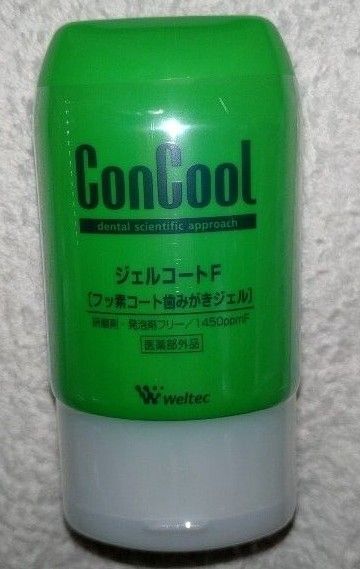 ConCool
dental scientific approach
ジェルコートF
[フッ素コート歯みがきジェル]
研磨剤・発泡剤フリー/1450ppmF
医薬部外品
Weltec